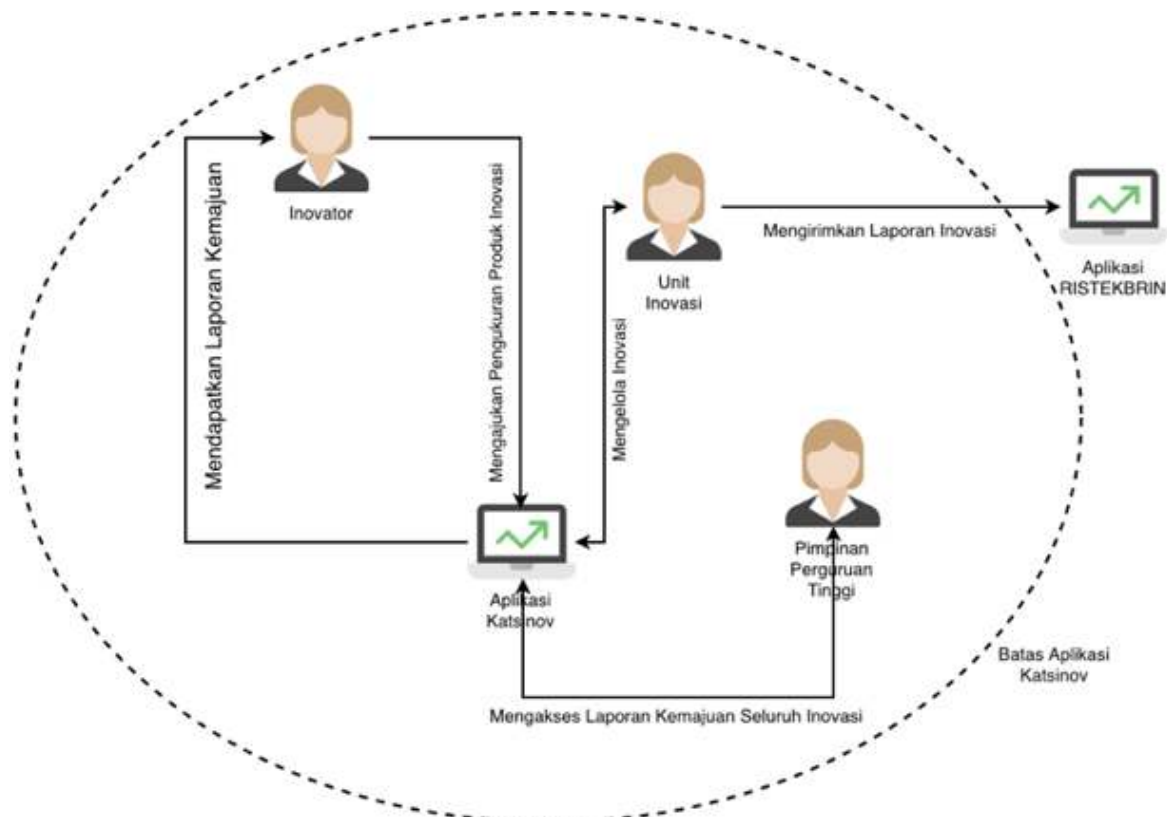 Inovator
Mendapatkan Laporan Kemajuan
Mengajukan Pengukuran Produk Inovasi
Unit
Inovasi
Mengirimkan Laporan Inovasi
Aplikasi
RISTEKBRIN
Mengelola Inovasi
Aplikasi
Katsinov
Pimpinan
Perguruan
Tinggi
Mengakses Laporan Kemajuan Seluruh Inovasi
Batas Aplikasi
Katsinov